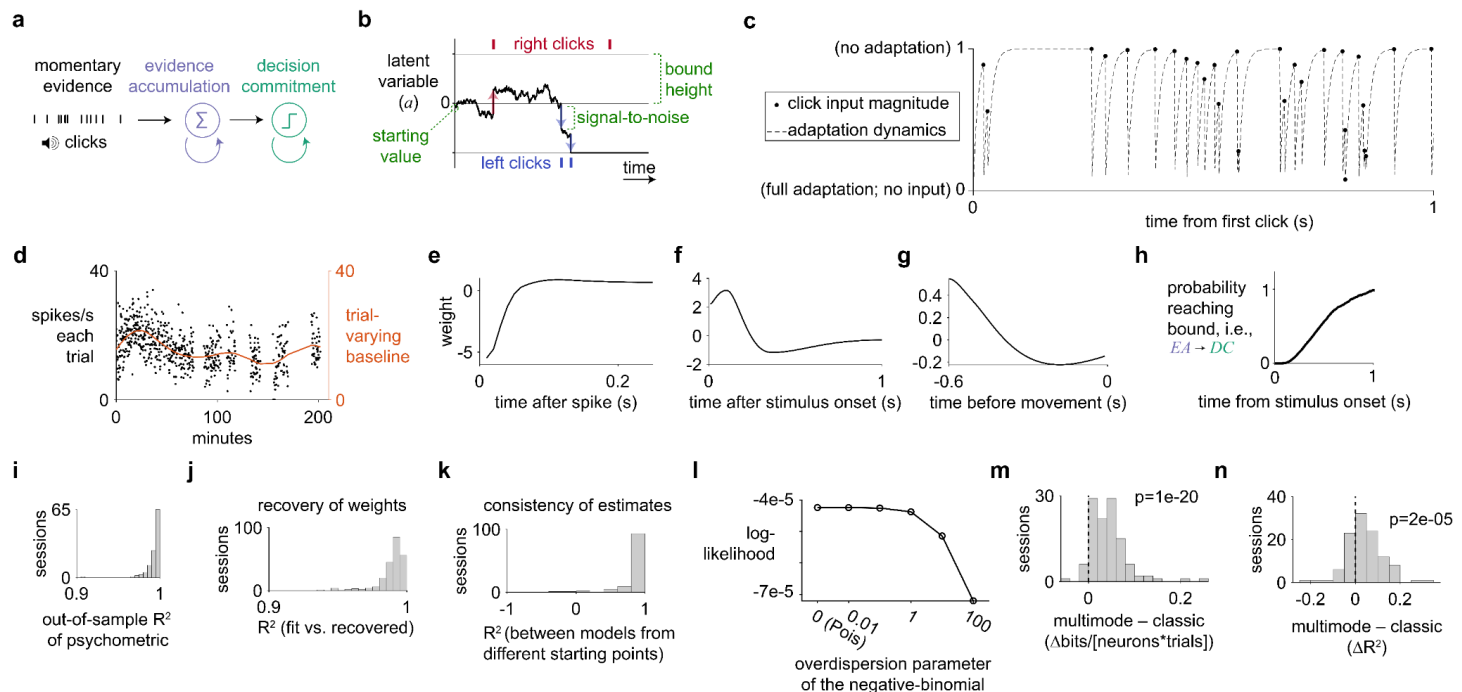 a
momentary
evidence
evidence
accumulation
decision
commitment
Σ
clicks
b
right clicks
latent
variable
(a)
bound
height
0
signal-to-noise
starting
value
left clicks
time
c
(no adaptation) 1
click input magnitude
adaptation dynamics
(full adaptation; no input) 0
0 1
time from first click (s)
d
40 40
spikes/s
each
trial
trial-
varying
baseline
0 0
0 100 200
minutes
e
weight
0
-5
0 0.2
time after spike (s)
f
4
2
0
-2
0 1
time after stimulus onset (s)
g
0.4
0.2
0
-0.2
-0.6 0
time before movement (s)
h
probability
reaching
bound, i.e.,
EA → DC
1
0
0 1
time from stimulus onset (s)
i
65
sessions
0
0.9 1
out-of-sample R²
of psychometric
j
recovery of weights
100
sessions
0
0.9 1
R² (fit vs. recovered)
k
consistency of estimates
100
sessions
0
-1 0 1
R² (between models from
different starting points)
l
-4e-5
log-
likelihood
-7e-5
0 (Pois) 0.01 1 100
overdispersion parameter
of the negative-binomial
m
30
p=1e-20
sessions
0
0 0.2
multimode – classic
(Δbits/[neurons*trials])
n
40
p=2e-05
sessions
20
0
-0.2 0 0.2
multimode – classic
(ΔR²)